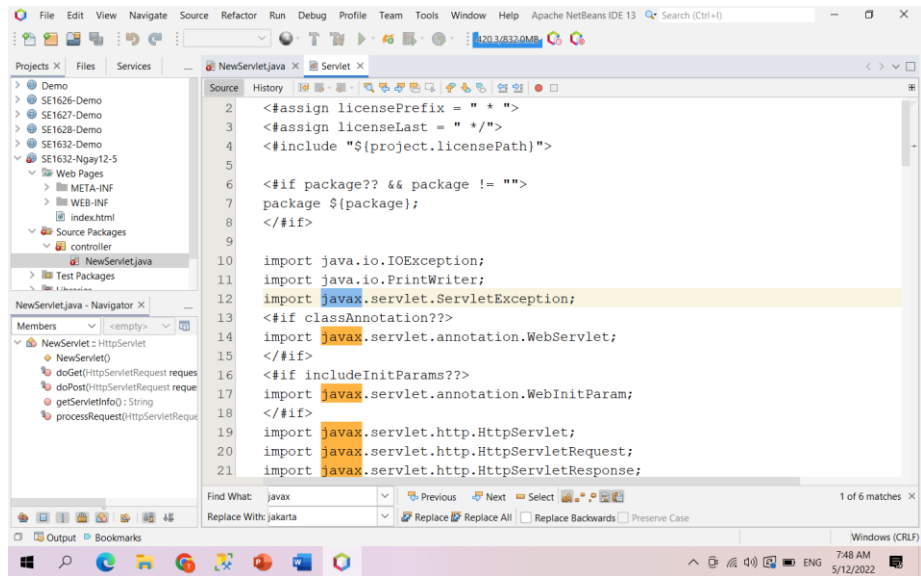 File Edit View Navigate Source Refactor Run Debug Profile Team Tools Window Help Apache NetBeans IDE 13 Search (Ctrl+I)
420.3/832.0MB
Projects Files Services
NewServlet.java Servlet
Source History
Demo
SE1626-Demo
SE1627-Demo
SE1628-Demo
SE1632-Demo
SE1632-Ngay12-5
Web Pages
META-INF
WEB-INF
index.html
Source Packages
controller
NewServlet.java
Test Packages
Libraries
NewServlet.java - Navigator
Members <empty>
NewServlet :: HttpServlet
NewServlet()
doGet(HttpServletRequest reques
doPost(HttpServletRequest reque
getServletInfo() : String
processRequest(HttpServletReque
2 <#assign licensePrefix = " * ">
3 <#assign licenseLast = " */">
4 <#include "${project.licensePath}">
5
6 <#if package?? && package != "">
7 package ${package};
8 </#if>
9
10 import java.io.IOException;
11 import java.io.PrintWriter;
12 import javax.servlet.ServletException;
13 <#if classAnnotation??>
14 import javax.servlet.annotation.WebServlet;
15 </#if>
16 <#if includeInitParams??>
17 import javax.servlet.annotation.WebInitParam;
18 </#if>
19 import javax.servlet.http.HttpServlet;
20 import javax.servlet.http.HttpServletRequest;
21 import javax.servlet.http.HttpServletResponse;
Find What: javax Previous Next Select 1 of 6 matches
Replace With: jakarta Replace Replace All Replace Backwards Preserve Case
Output Bookmarks Windows (CRLF)
ENG 7:48 AM
5/12/2022